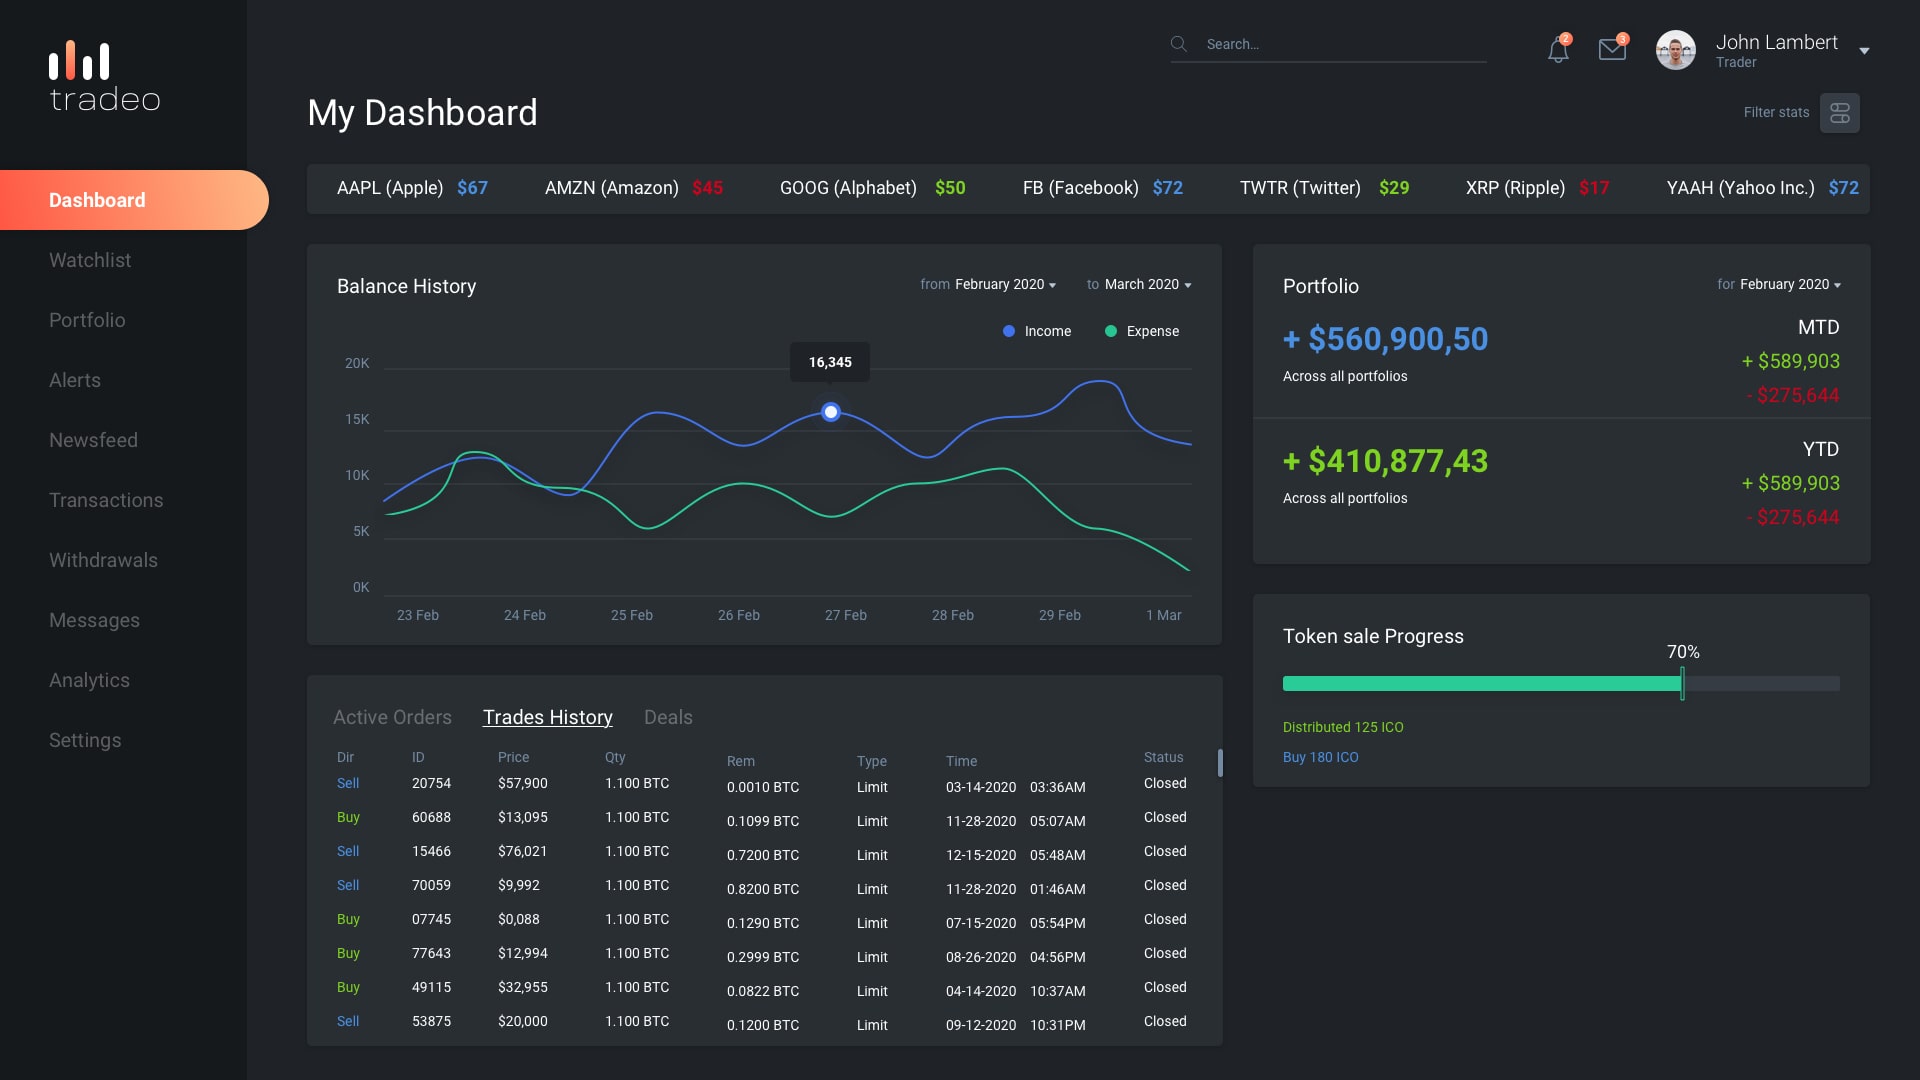 tradeo
Search...
2
3
John Lambert
Trader
My Dashboard
Filter stats
Dashboard
Watchlist
Portfolio
Alerts
Newsfeed
Transactions
Withdrawals
Messages
Analytics
Settings
AAPL (Apple) $67 AMZN (Amazon) $45 GOOG (Alphabet) $50 FB (Facebook) $72 TWTR (Twitter) $29 XRP (Ripple) $17 YAAH (Yahoo Inc.) $72
Balance History from February 2020 to March 2020
Income Expense
16,345
20K
15K
10K
5K
0K
23 Feb 24 Feb 25 Feb 26 Feb 27 Feb 28 Feb 29 Feb 1 Mar
Portfolio for February 2020
+ $560,900,50
Across all portfolios
MTD
+ $589,903
- $275,644
+ $410,877,43
Across all portfolios
YTD
+ $589,903
- $275,644
Token sale Progress
70%
Distributed 125 ICO
Buy 180 ICO
Active Orders Trades History Deals
Dir ID Price Qty Rem Type Time Status
Sell 20754 $57,900 1.100 BTC 0.0010 BTC Limit 03-14-2020 03:36AM Closed
Buy 60688 $13,095 1.100 BTC 0.1099 BTC Limit 11-28-2020 05:07AM Closed
Sell 15466 $76,021 1.100 BTC 0.7200 BTC Limit 12-15-2020 05:48AM Closed
Sell 70059 $9,992 1.100 BTC 0.8200 BTC Limit 11-28-2020 01:46AM Closed
Buy 07745 $0,088 1.100 BTC 0.1290 BTC Limit 07-15-2020 05:54PM Closed
Buy 77643 $12,994 1.100 BTC 0.2999 BTC Limit 08-26-2020 04:56PM Closed
Buy 49115 $32,955 1.100 BTC 0.0822 BTC Limit 04-14-2020 10:37AM Closed
Sell 53875 $20,000 1.100 BTC 0.1200 BTC Limit 09-12-2020 10:31PM Closed